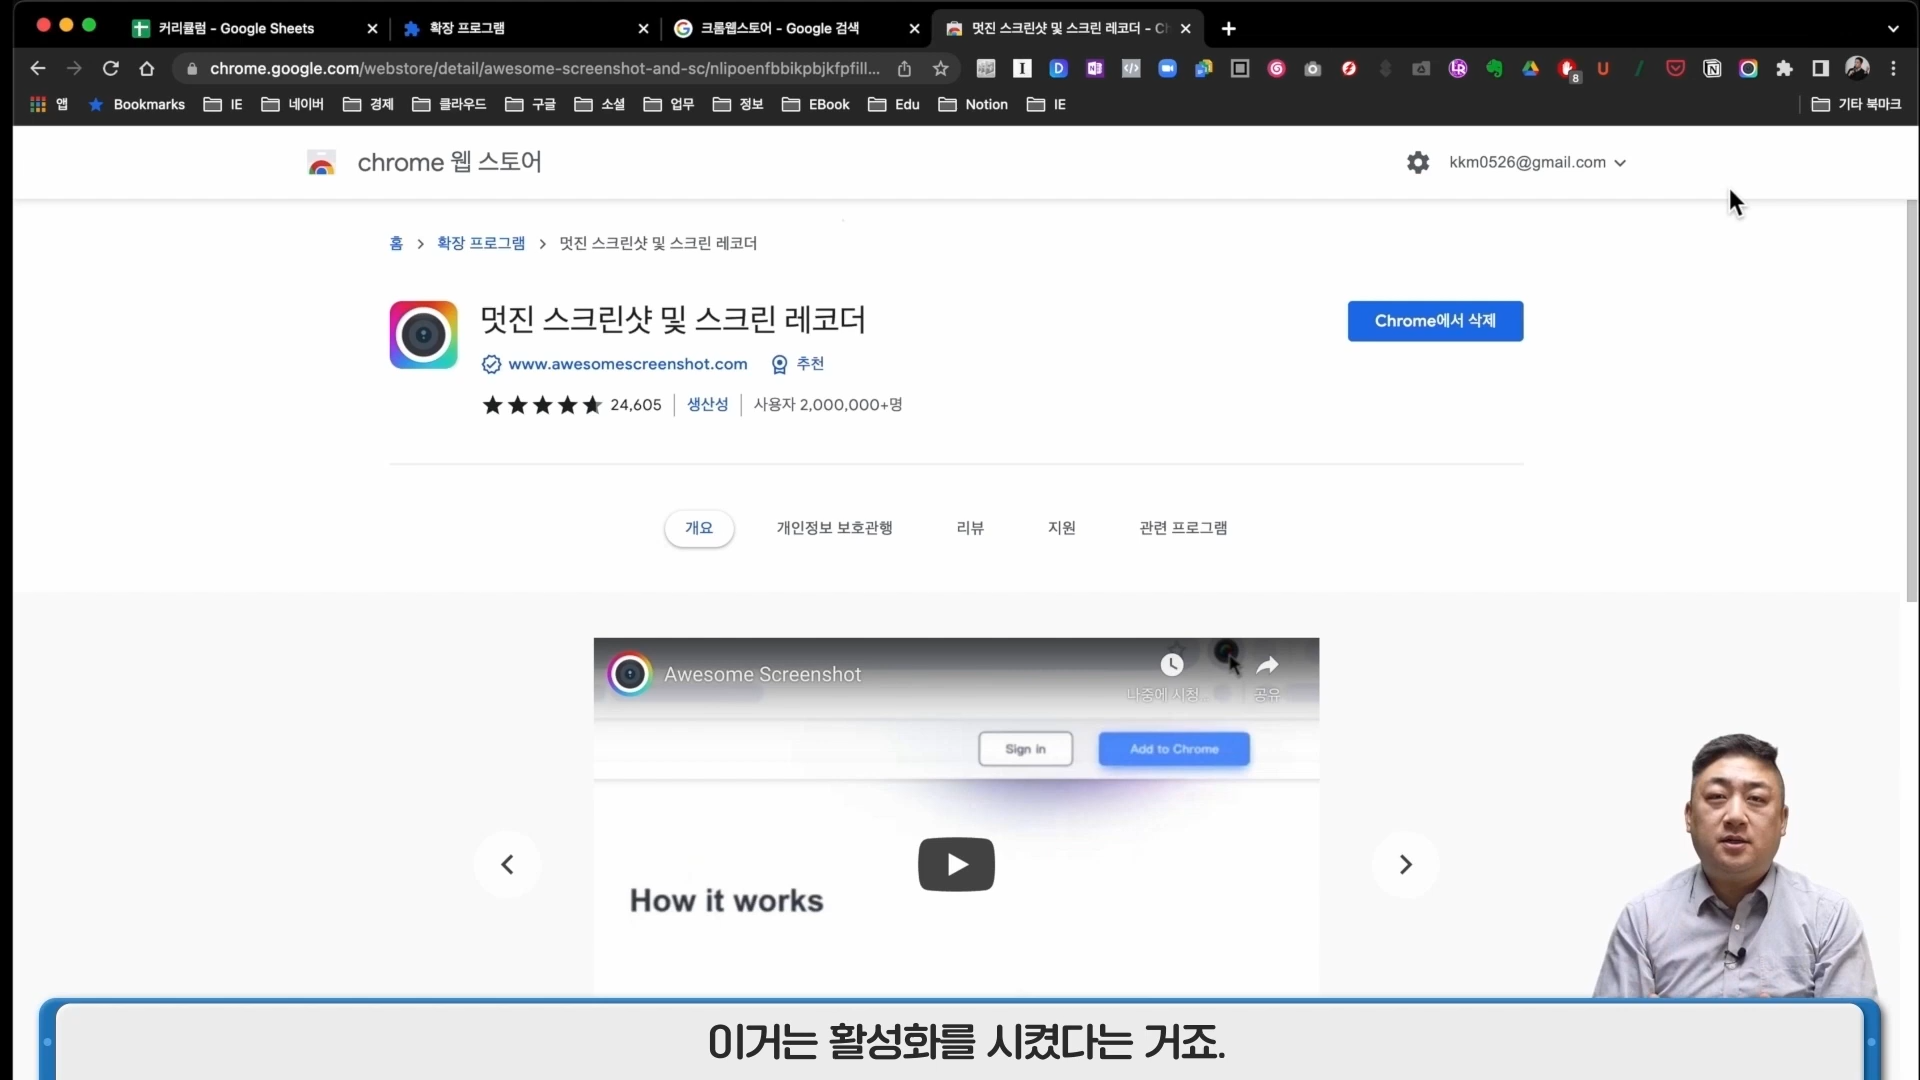 커리큘럼 - Google Sheets
확장 프로그램
크롬웹스토어 - Google 검색
멋진 스크린샷 및 스크린 레코더 - Ch
chrome.google.com/webstore/detail/awesome-screenshot-and-sc/nlipoenfbbikpbjkfpfill...
8
앱
Bookmarks
IE
네이버
경제
클라우드
구글
소셜
업무
정보
EBook
Edu
Notion
IE
기타 북마크
chrome 웹 스토어
kkm0526@gmail.com
홈 > 확장 프로그램 > 멋진 스크린샷 및 스크린 레코더
멋진 스크린샷 및 스크린 레코더
Chrome에서 삭제
www.awesomescreenshot.com
추천
24,605
생산성
사용자 2,000,000+명
개요
개인정보 보호관행
리뷰
지원
관련 프로그램
Awesome Screenshot
나중에 시청..
공유
Sign in
Add to Chrome
How it works
이거는 활성화를 시켰다는 거죠.